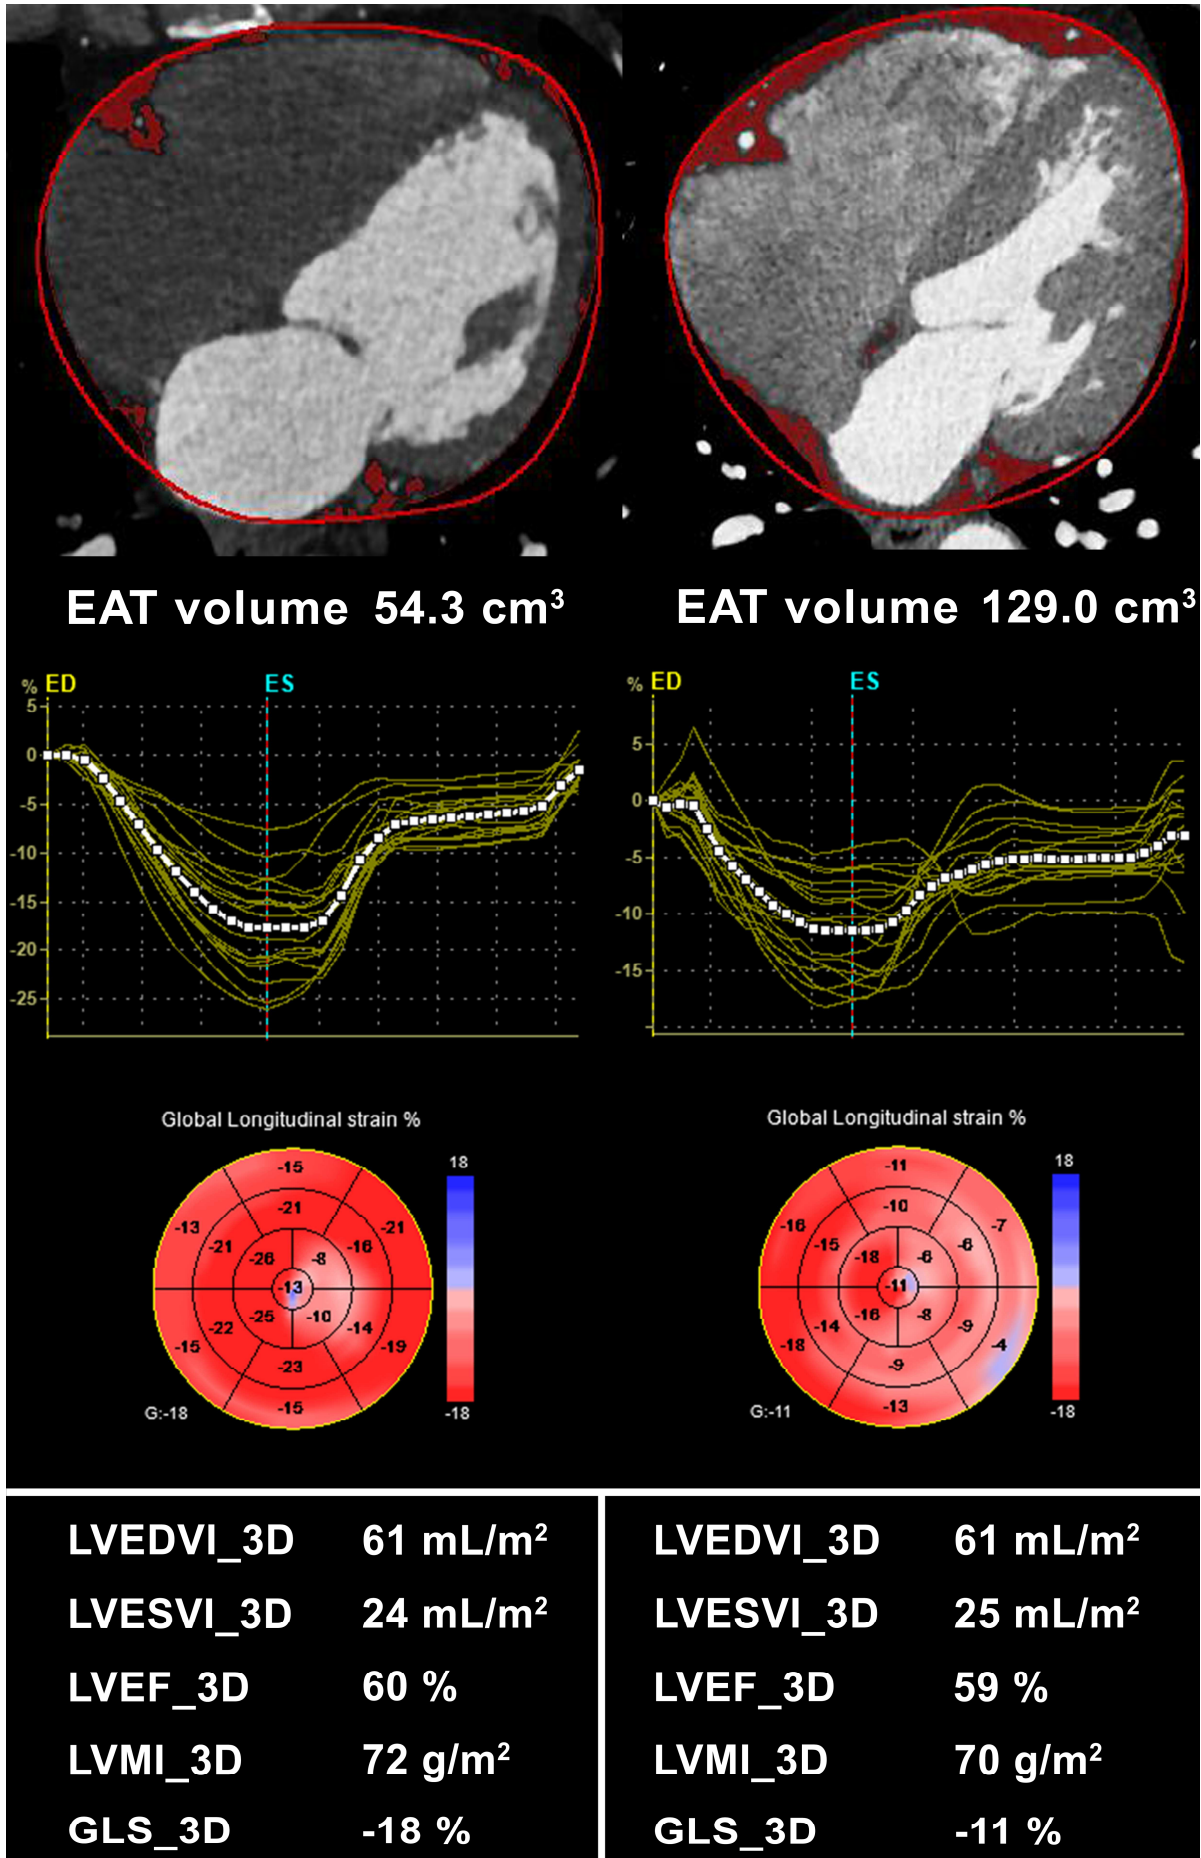 EAT volume 54.3 cm³
EAT volume 129.0 cm³
% ED ES
5
0
-5
-10
-15
-20
-25
% ED ES
5
0
-5
-10
-15
Global Longitudinal strain %
-15
-13 -21 -21
-21 -16
-26 -8
-13
-25 -10
-22 -14
-15 -23 -19
-15
G:-18
18
-18
Global Longitudinal strain %
-11
-16 -10 -7
-15 -6
-18 -6
-11
-16 -8
-14 -9
-18 -9 -4
-13
G:-11
18
-18
LVEDVI_3D 61 mL/m²
LVESVI_3D 24 mL/m²
LVEF_3D 60 %
LVMI_3D 72 g/m²
GLS_3D -18 %
LVEDVI_3D 61 mL/m²
LVESVI_3D 25 mL/m²
LVEF_3D 59 %
LVMI_3D 70 g/m²
GLS_3D -11 %